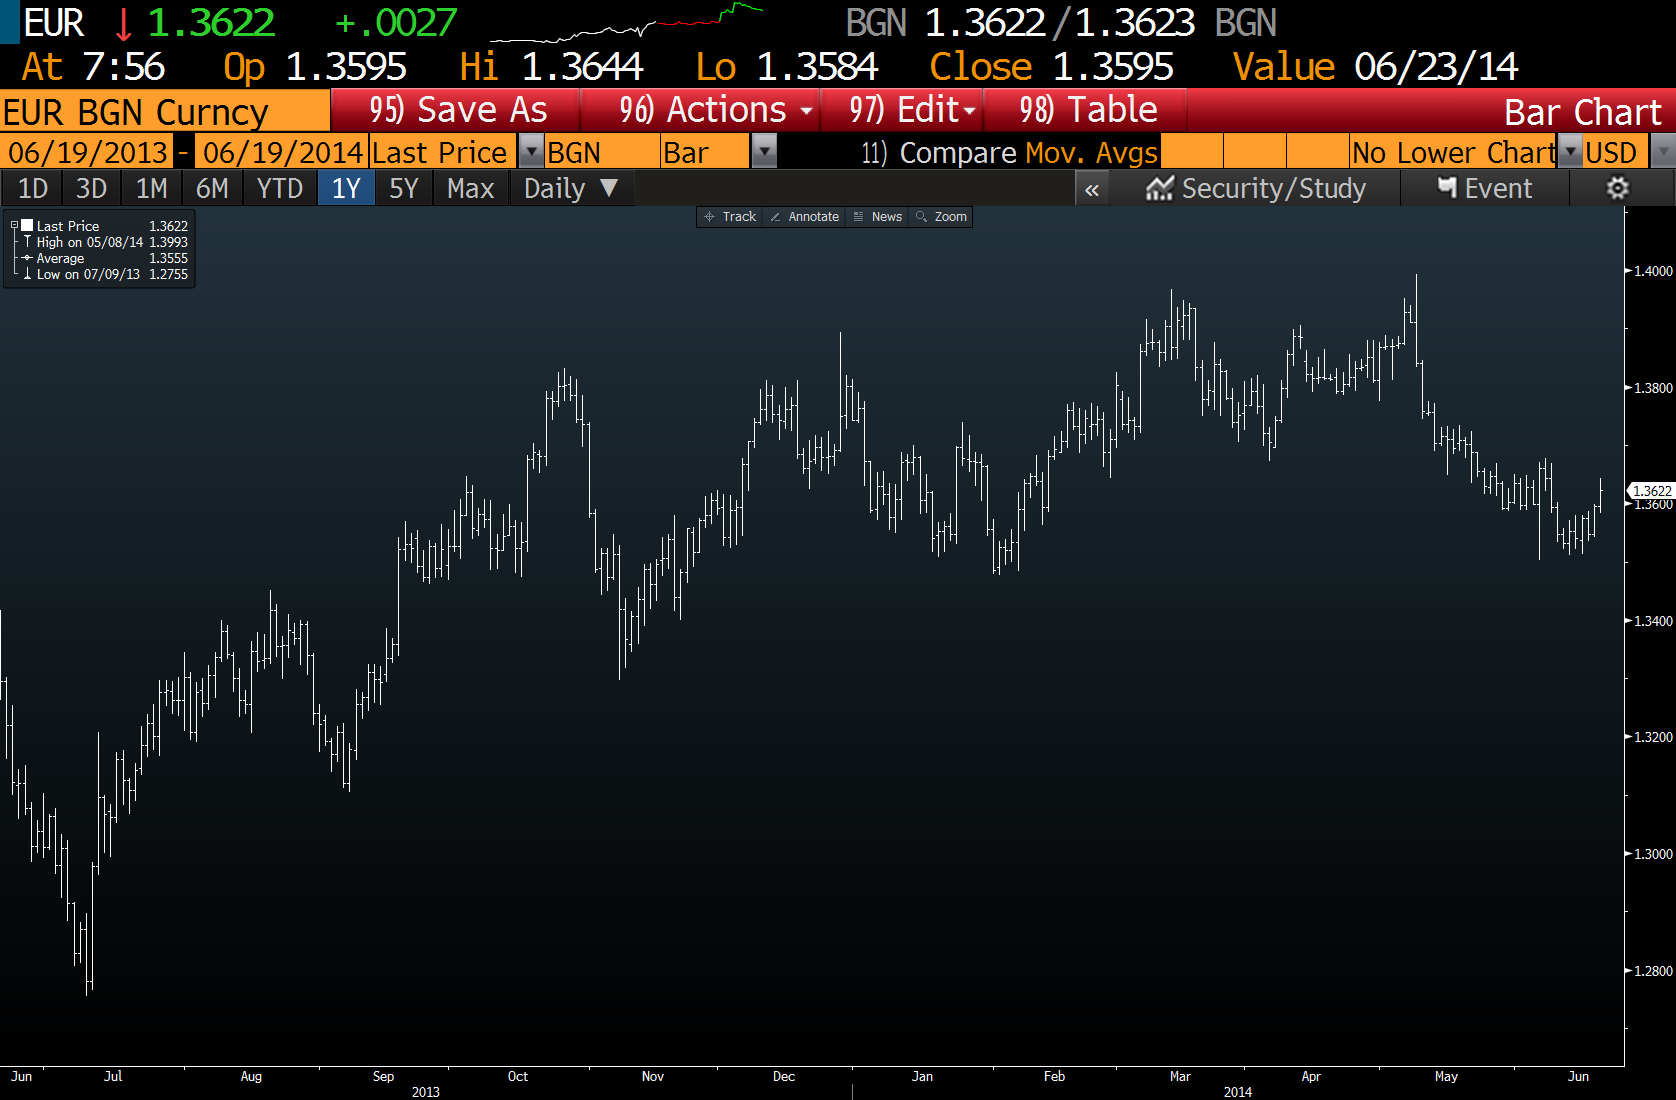 EUR ↓ 1.3622 +.0027 BGN 1.3622/1.3623 BGN
At 7:56 Op 1.3595 Hi 1.3644 Lo 1.3584 Close 1.3595 Value 06/23/14
EUR BGN Curncy 95) Save As 96) Actions 97) Edit 98) Table Bar Chart
06/19/2013 - 06/19/2014 Last Price BGN Bar 11) Compare Mov. Avgs No Lower Chart USD
1D 3D 1M 6M YTD 1Y 5Y Max Daily ▼ « Security/Study Event
Track Annotate News Zoom
Last Price 1.3622
High on 05/08/14 1.3993
Average 1.3555
Low on 07/09/13 1.2755
1.4000
1.3800
1.3622
1.3600
1.3400
1.3200
1.3000
1.2800
Jun Jul Aug Sep Oct Nov Dec Jan Feb Mar Apr May Jun
2013 2014